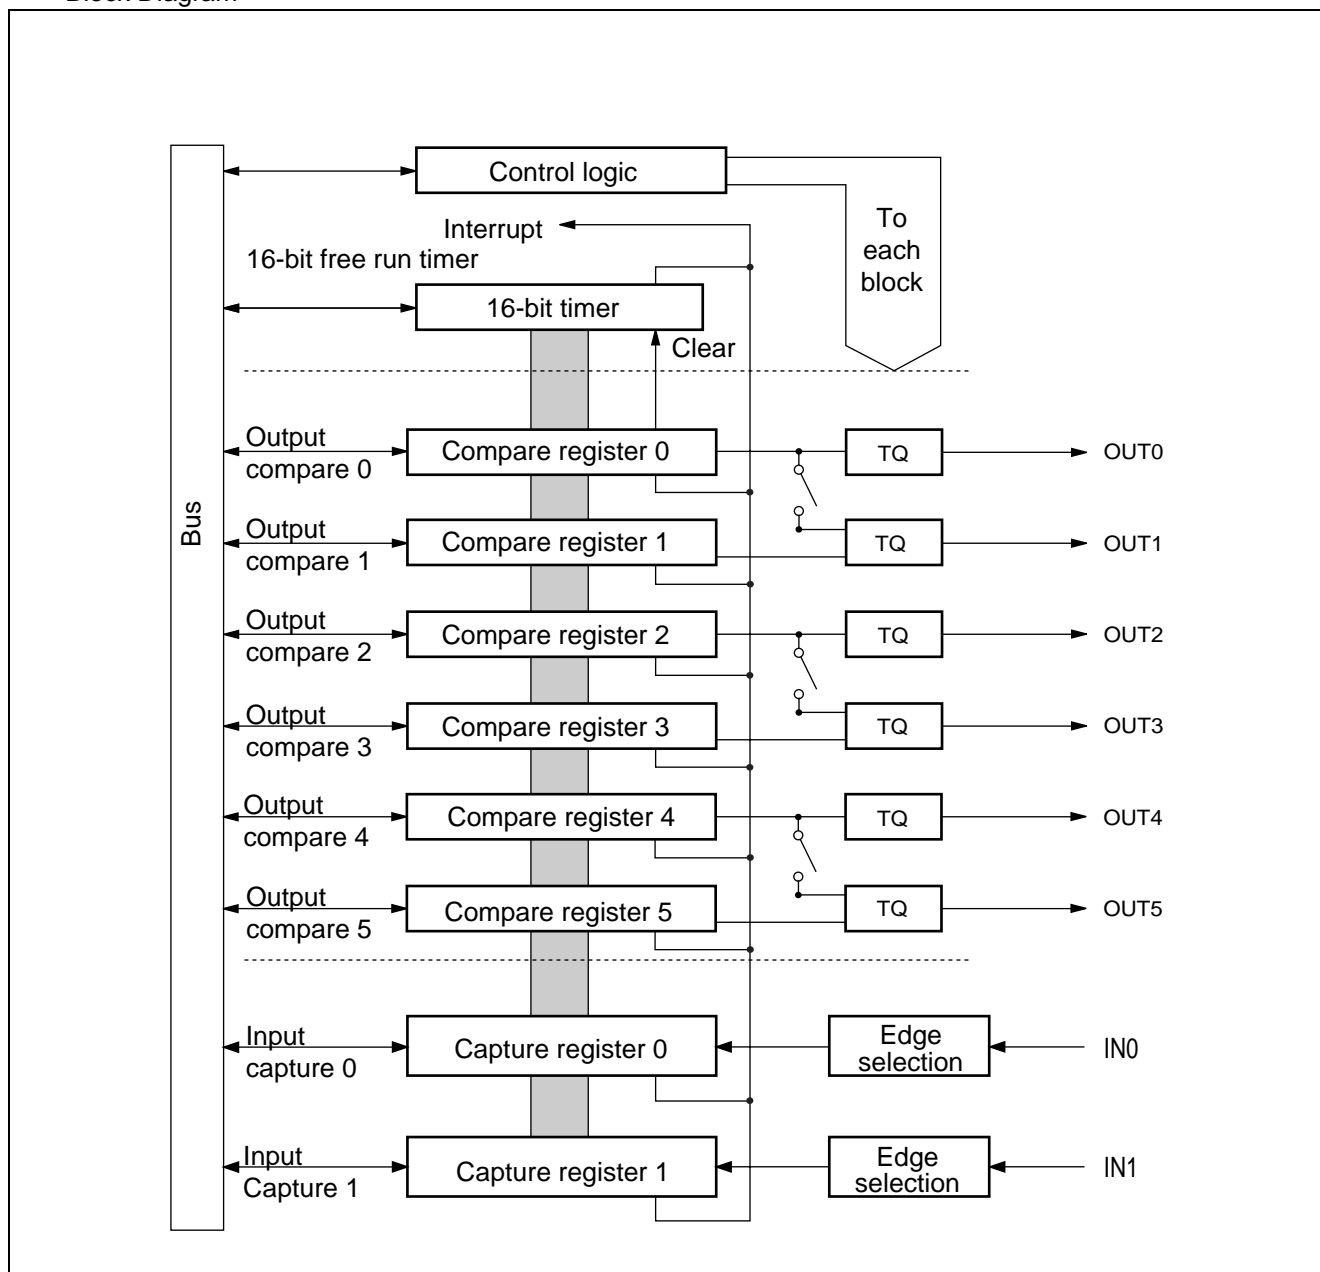 Block Diagram
Control logic
To
each
block
Interrupt
16-bit free run timer
16-bit timer
Clear
Bus
Output
compare 0
Compare register 0
TQ
OUT0
Output
compare 1
Compare register 1
TQ
OUT1
Output
compare 2
Compare register 2
TQ
OUT2
Output
compare 3
Compare register 3
TQ
OUT3
Output
compare 4
Compare register 4
TQ
OUT4
Output
compare 5
Compare register 5
TQ
OUT5
Input
capture 0
Capture register 0
Edge
selection
IN0
Input
Capture 1
Capture register 1
Edge
selection
IN1